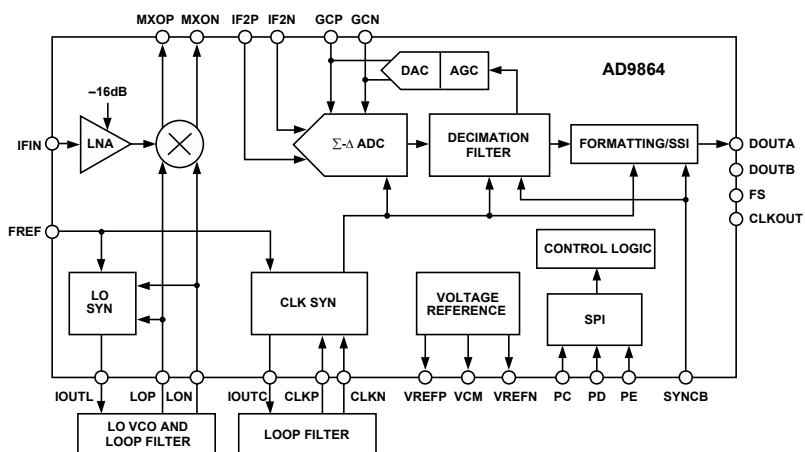 MXOP MXON IF2P IF2N GCP GCN
DAC AGC
AD9864
–16dB
LNA
IFIN
Σ-Δ ADC
DECIMATION
FILTER
FORMATTING/SSI
DOUTA
DOUTB
FS
CLKOUT
FREF
LO
SYN
CLK SYN
VOLTAGE
REFERENCE
CONTROL LOGIC
SPI
IOUTL LOP LON IOUTC CLKP CLKN VREFP VCM VREFN PC PD PE SYNCB
LO VCO AND
LOOP FILTER
LOOP FILTER